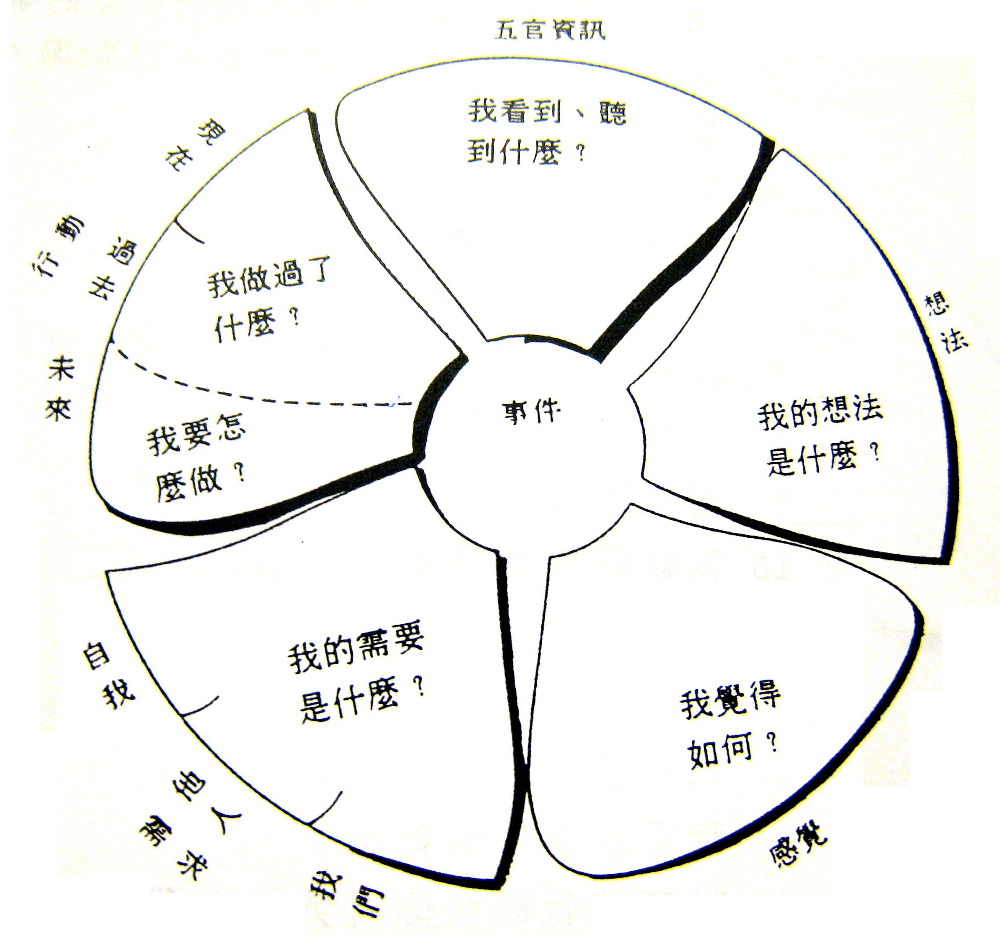 五官資訊
我看到、聽
到什麼？
想法
我的想法
是什麼？
事件
我覺得
如何？
感覺
我的需要
是什麼？
自我
他人
我們
需求
我要怎
麼做？
我做過了
什麼？
現在
過去
未來
行動